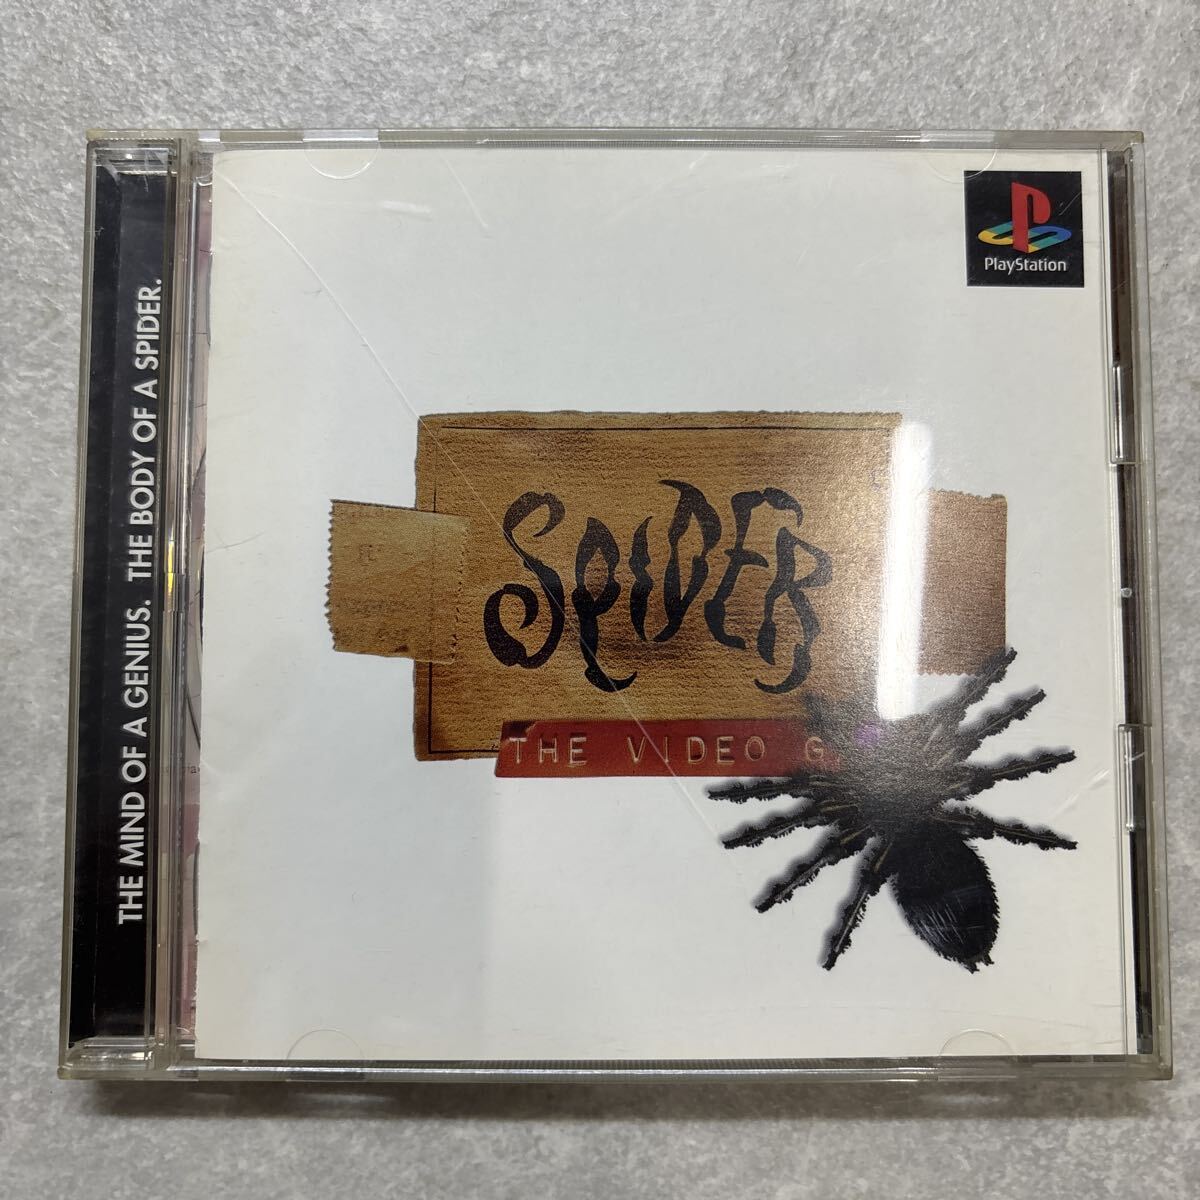 THE MIND OF A GENIUS. THE BODY OF A SPIDER.
PlayStation
SPIDER
THE VIDEO G